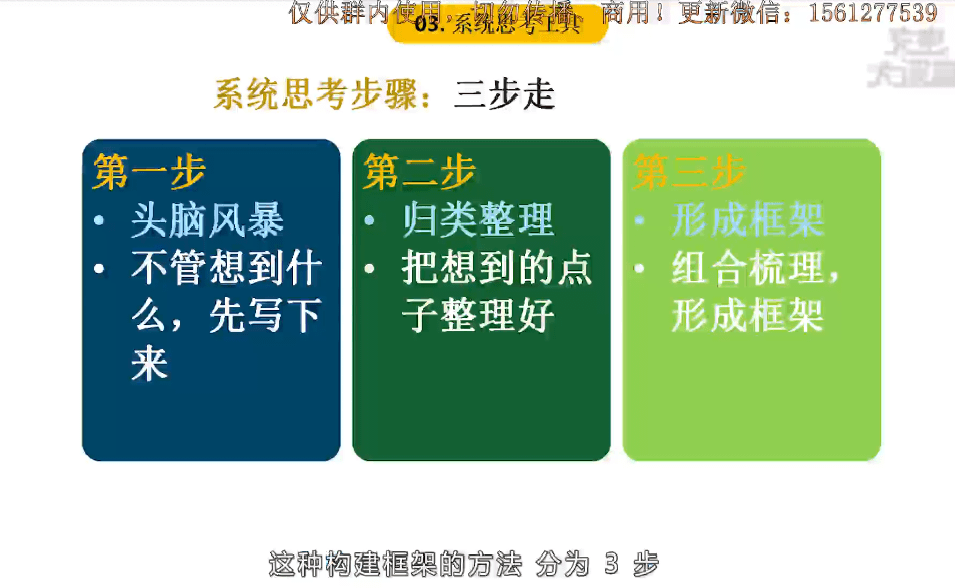 仅供群内使用，切勿传播、商用！更新微信：1561277539
03. 系统思考工具
系统思考步骤：三步走
第一步
• 头脑风暴
• 不管想到什
么，先写下
来
第二步
• 归类整理
• 把想到的点
子整理好
第三步
• 形成框架
• 组合梳理，
形成框架
这种构建框架的方法 分为 3 步